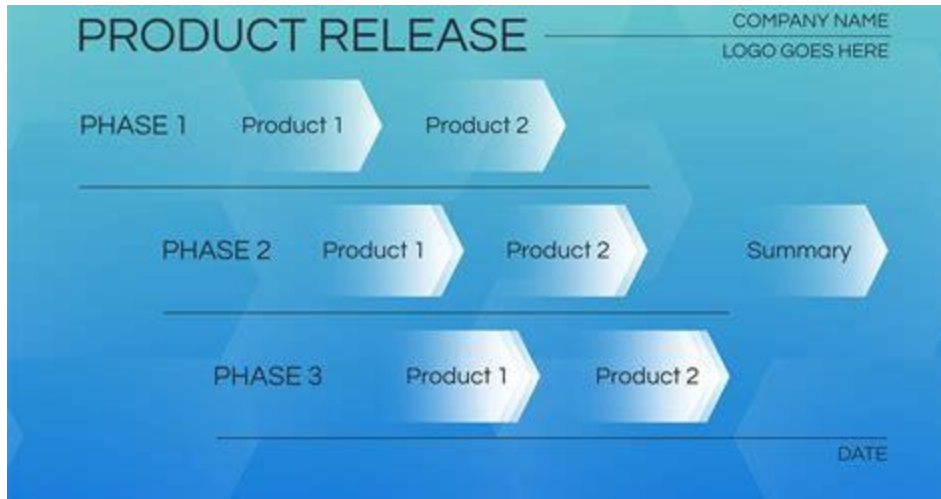 PRODUCT RELEASE
COMPANY NAME
LOGO GOES HERE
PHASE 1 Product 1 Product 2
PHASE 2 Product 1 Product 2 Summary
PHASE 3 Product 1 Product 2
DATE